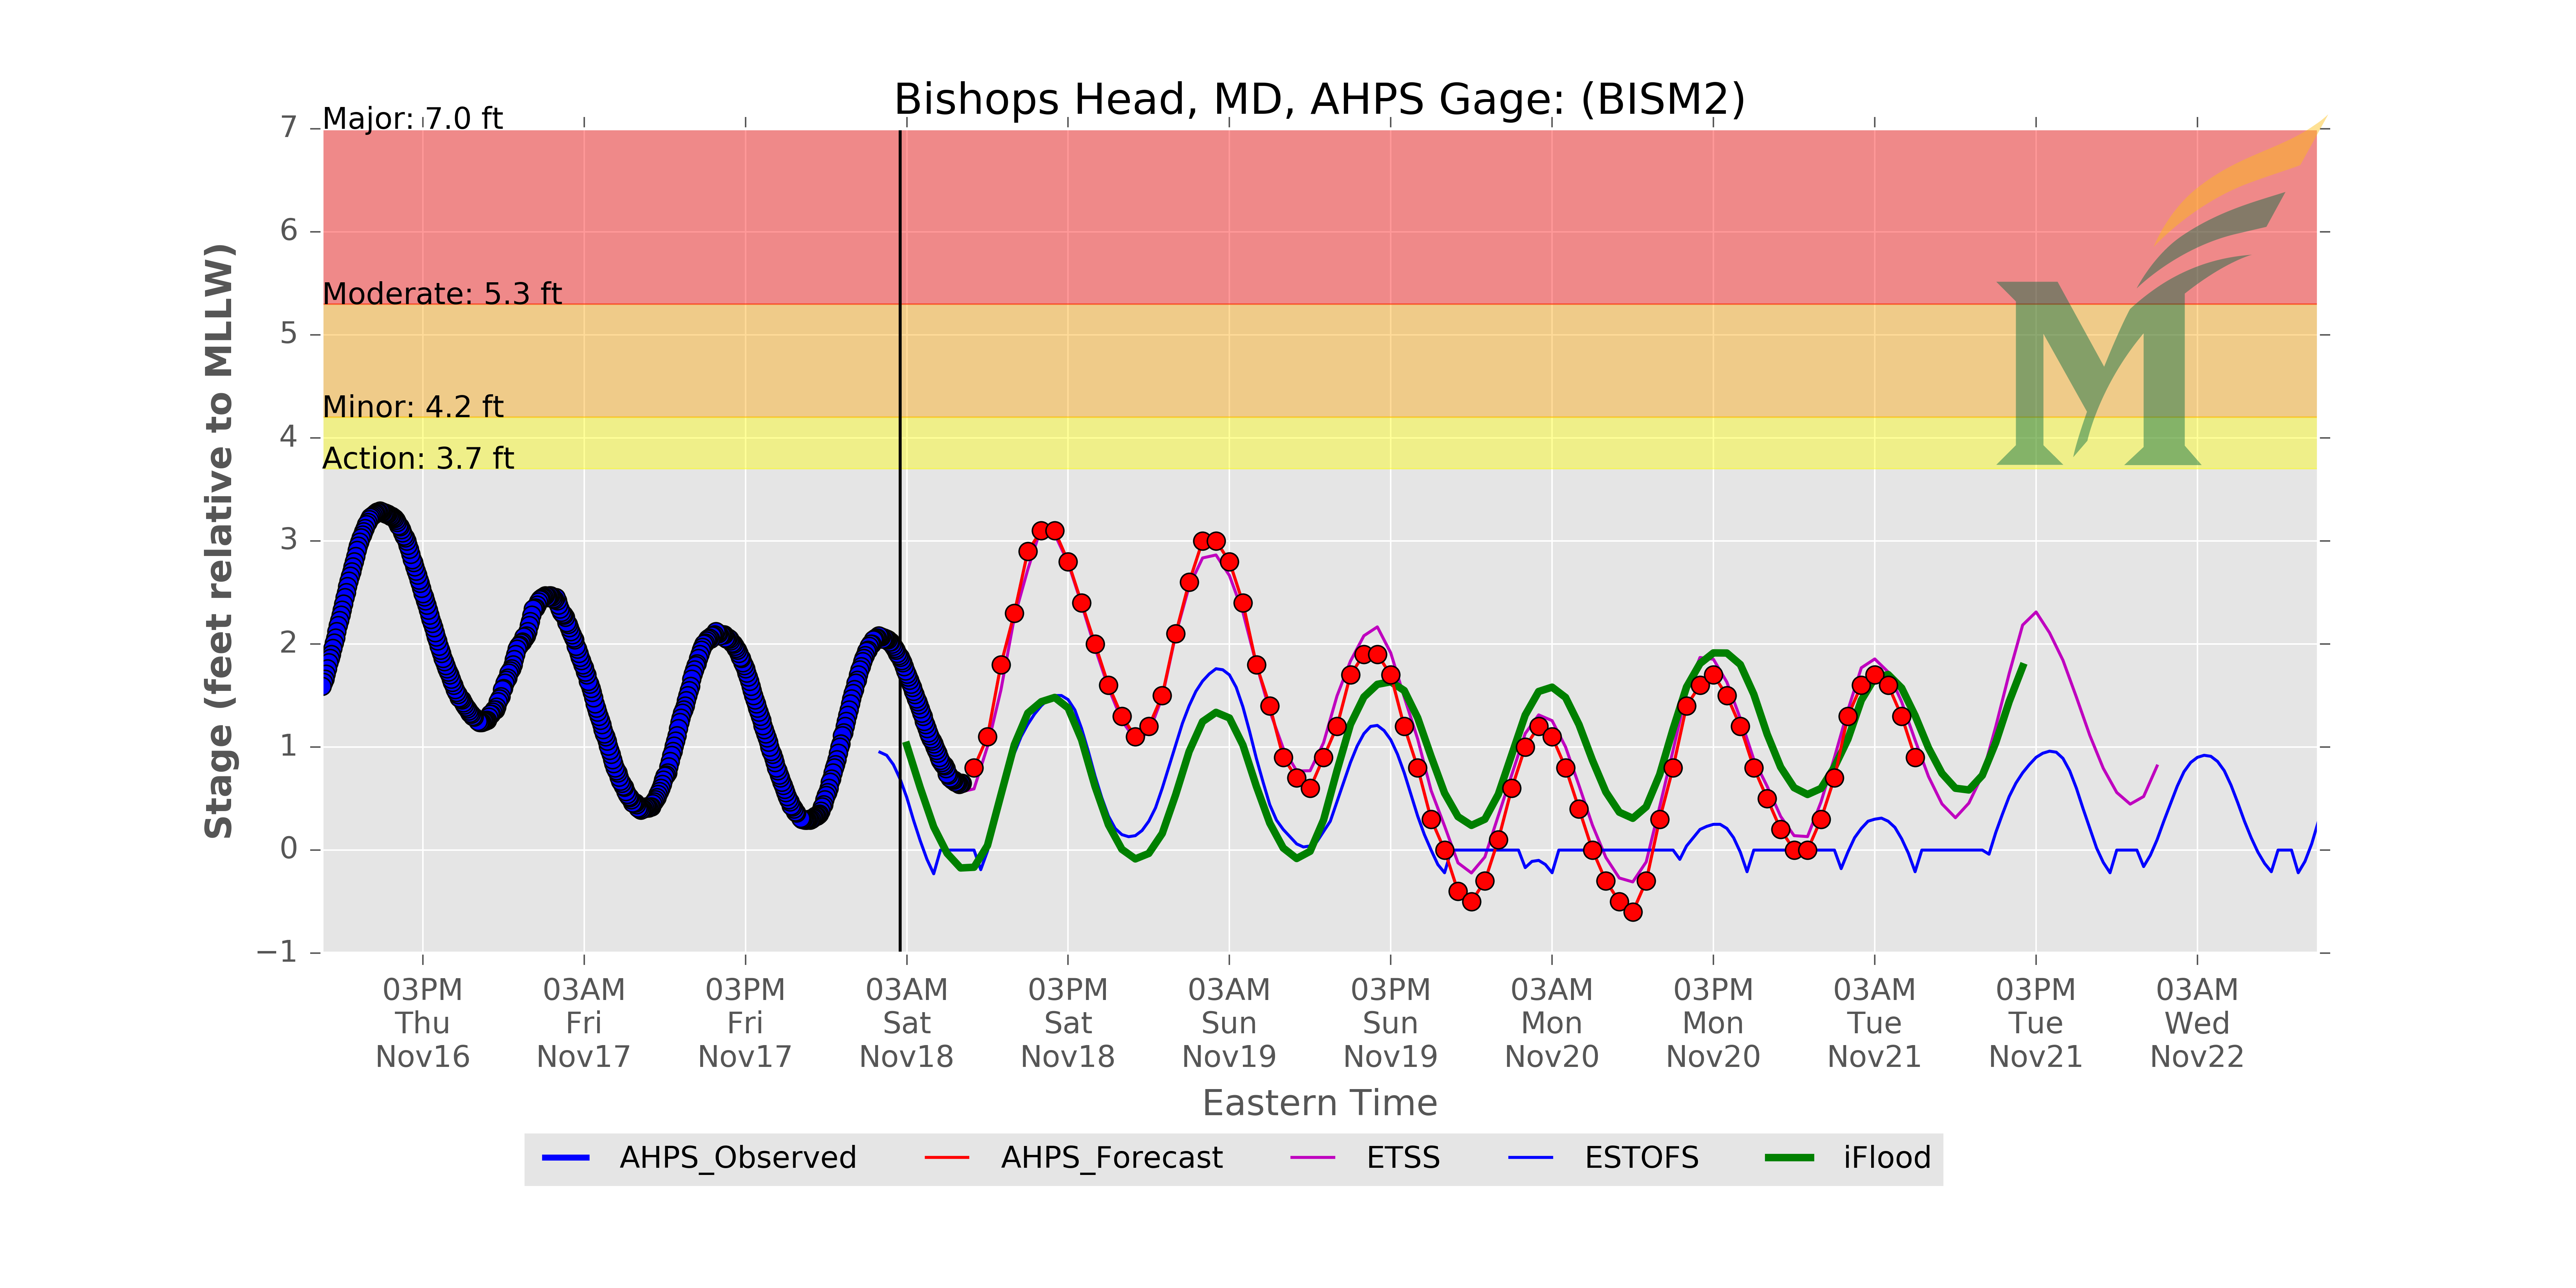 Bishops Head, MD, AHPS Gage: (BISM2)
Major: 7.0 ft
Moderate: 5.3 ft
Minor: 4.2 ft
Action: 3.7 ft
Stage (feet relative to MLLW)
7
6
5
4
3
2
1
0
−1
03PM 03AM 03PM 03AM 03PM 03AM 03PM 03AM 03PM 03AM 03PM 03AM
Thu Fri Fri Sat Sat Sun Sun Mon Mon Tue Tue Wed
Nov16 Nov17 Nov17 Nov18 Nov18 Nov19 Nov19 Nov20 Nov20 Nov21 Nov21 Nov22
Eastern Time
AHPS_Observed AHPS_Forecast ETSS ESTOFS iFlood
M